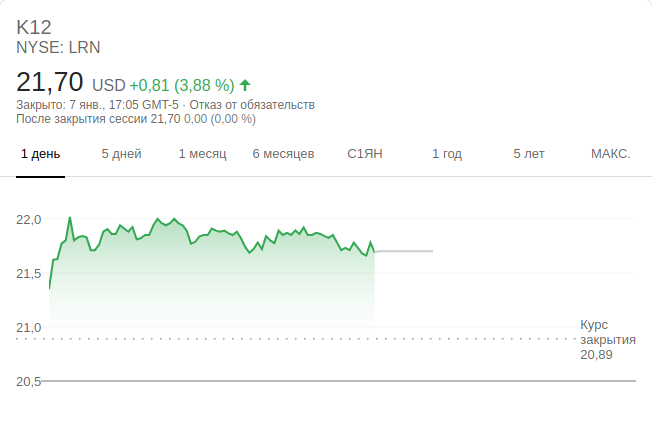 K12
NYSE: LRN
21,70 USD +0,81 (3,88 %)
Закрыто: 7 янв., 17:05 GMT-5 · Отказ от обязательств
После закрытия сессии 21,70 0,00 (0,00 %)
1 день 5 дней 1 месяц 6 месяцев С1ЯН 1 год 5 лет МАКС.
22,0
21,5
21,0
Курс
закрытия
20,89
20,5